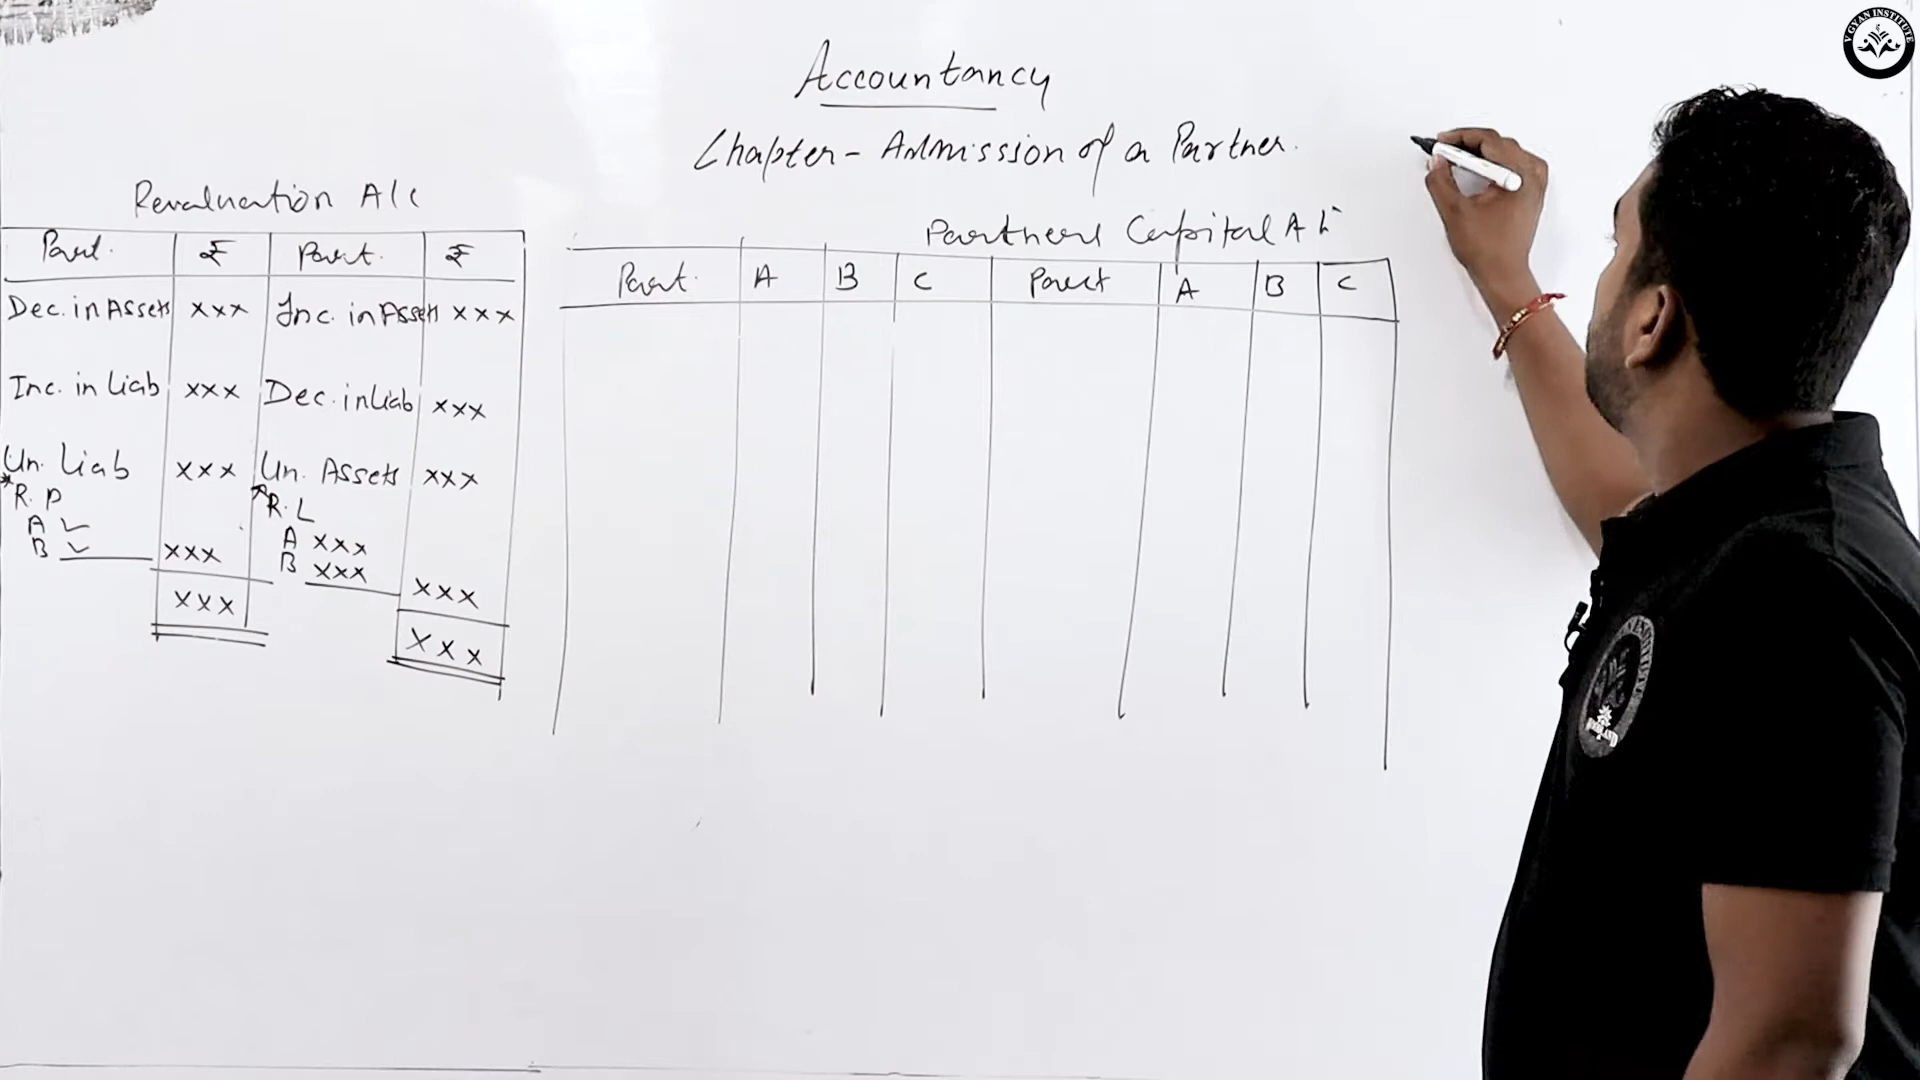 V GYAN INSTITUTE
Accountancy
Chapter - Admission of a Partner.
Revaluation A/c
Part. ₹ Part. ₹
Dec. in Assets xxx Inc. in Assets xxx
Inc. in Liab xxx Dec. in Liab xxx
Un. Liab xxx Un. Assets xxx
*R. P
A ✓
B ✓ xxx
xxx
*R. L
A xxx
B xxx xxx
xxx
Partners Capital A/c
Part. A B C Part A B C